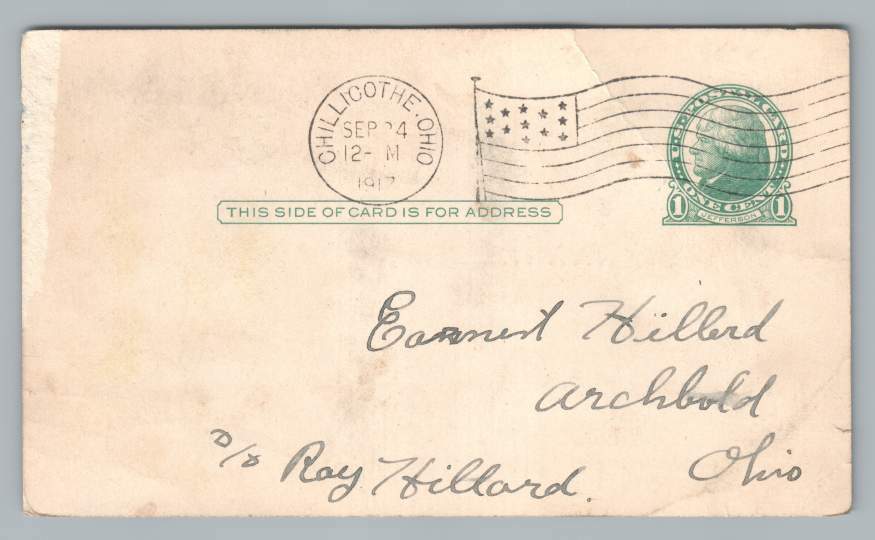 CHILLICOTHE. OHIO
SEP 24
12- M
1917
U.S. POSTAL CARD
ONE CENT
1 JEFFERSON 1
THIS SIDE OF CARD IS FOR ADDRESS
Earnest Hillerd
Archbold
Ohio
Ray Hillard.